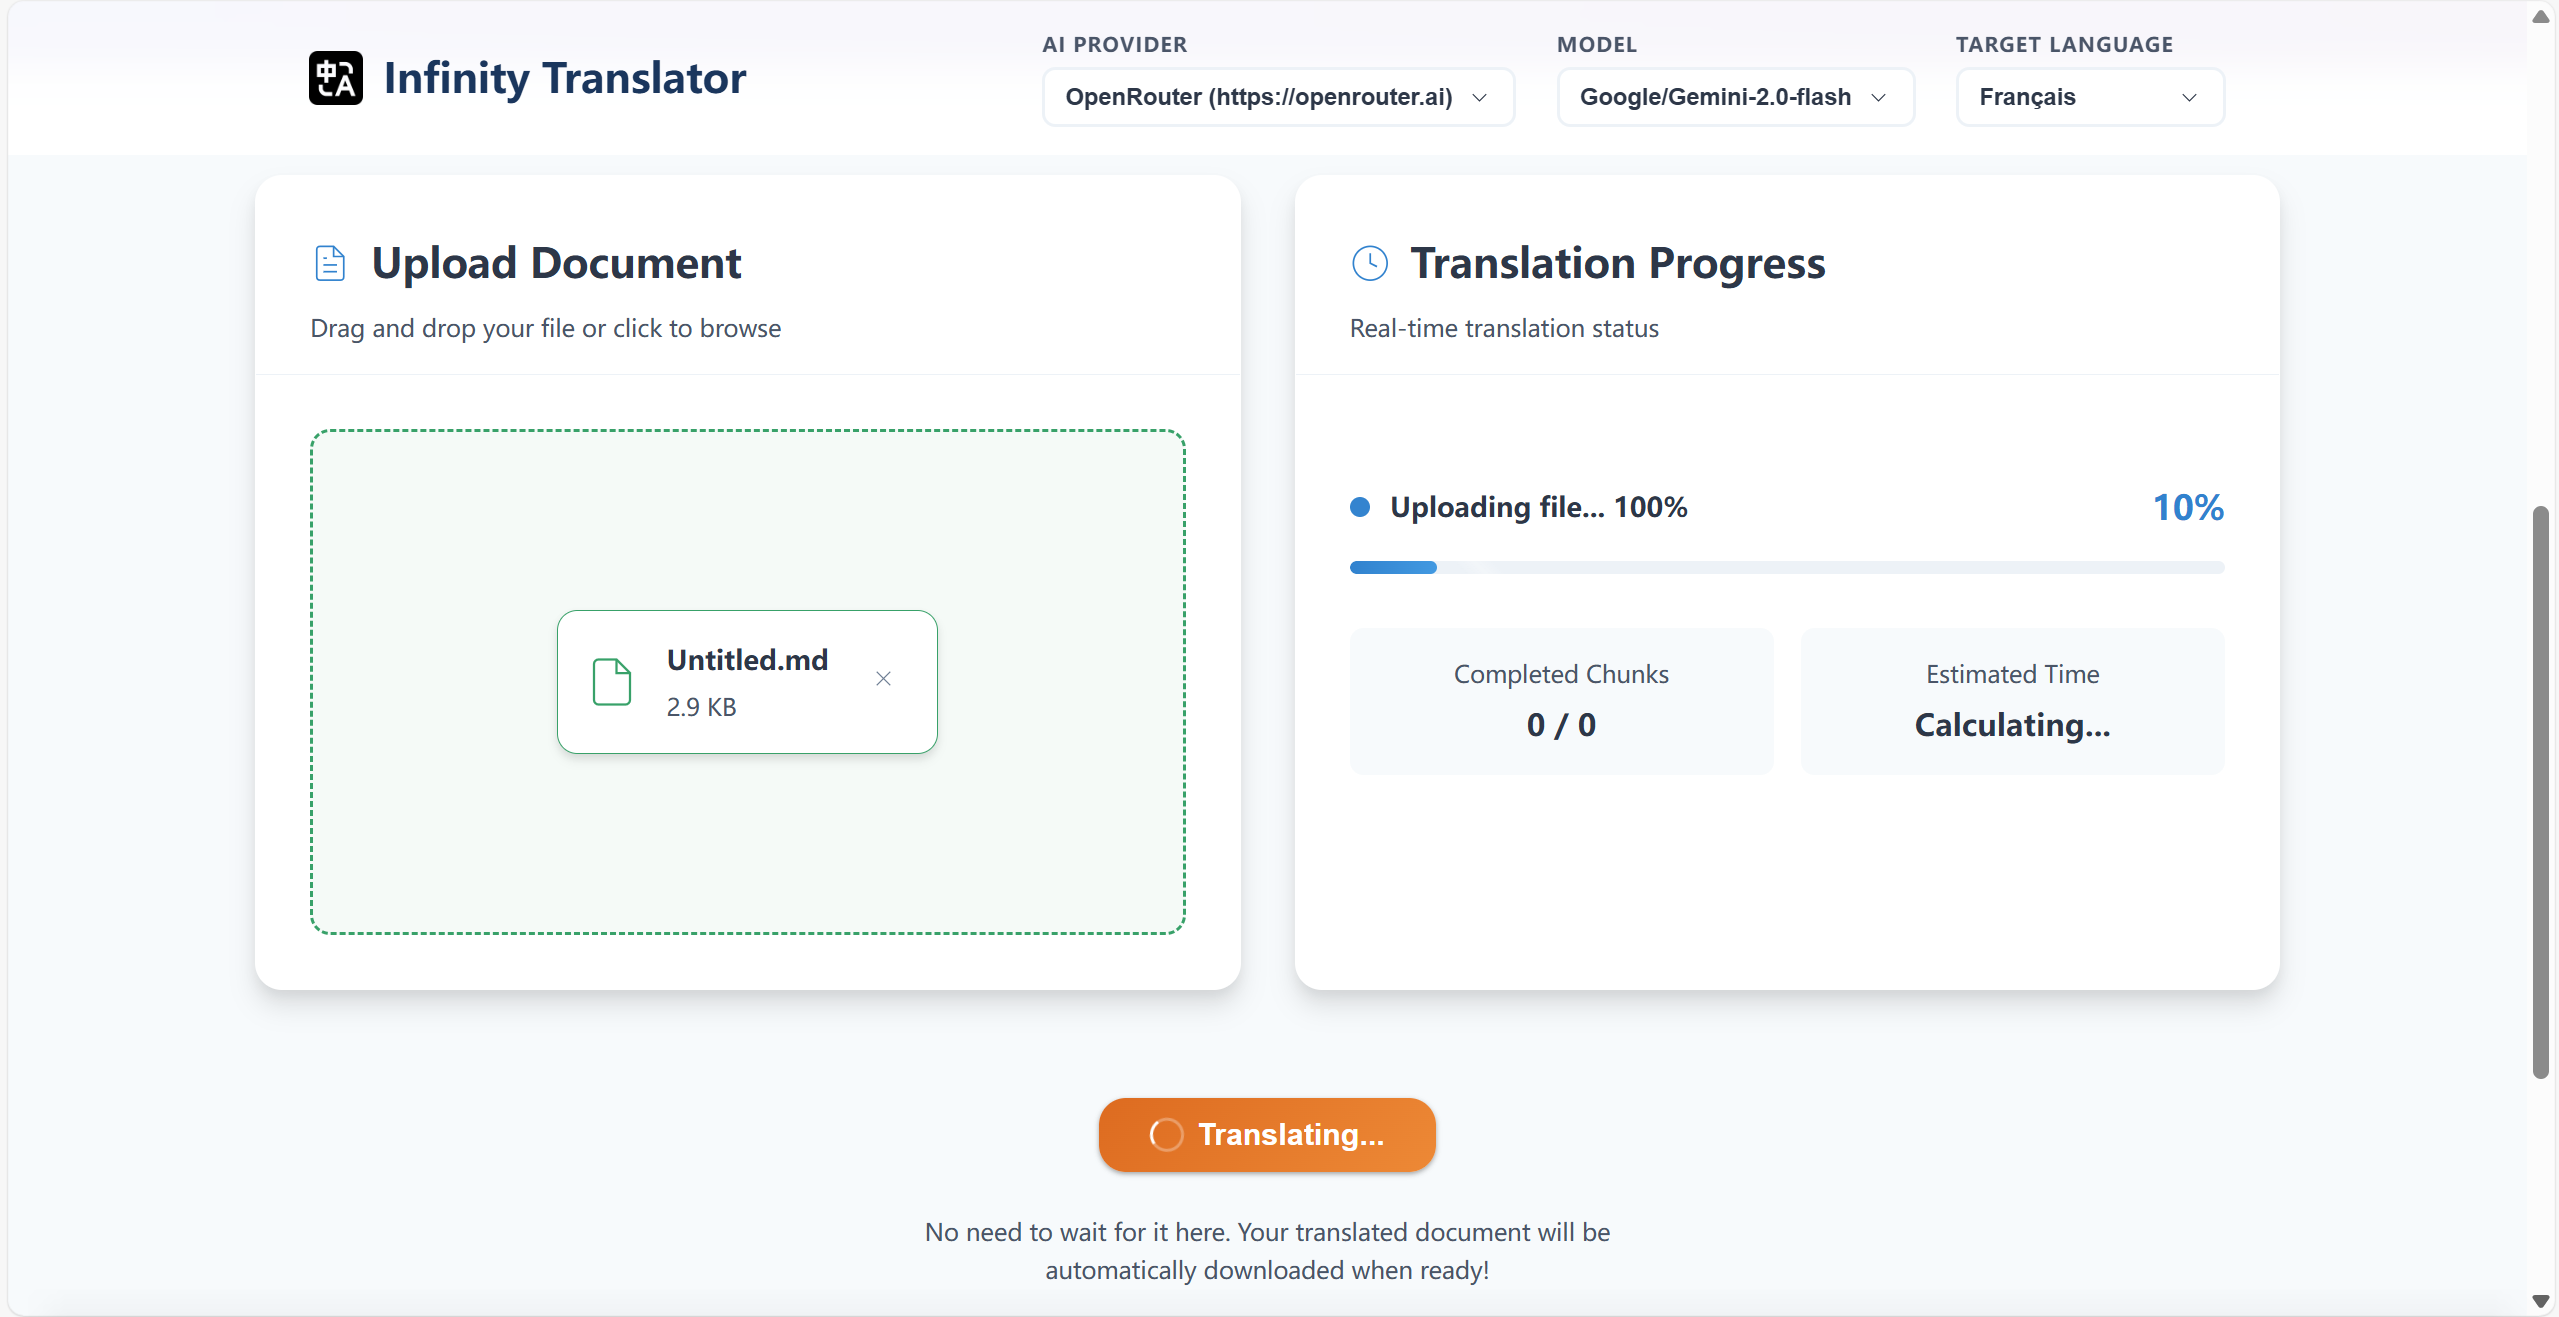 Infinity Translator
AI PROVIDER
OpenRouter (https://openrouter.ai)
MODEL
Google/Gemini-2.0-flash
TARGET LANGUAGE
Français
Upload Document
Drag and drop your file or click to browse
Untitled.md
2.9 KB
Translation Progress
Real-time translation status
Uploading file... 100%
10%
Completed Chunks
0 / 0
Estimated Time
Calculating...
Translating...
No need to wait for it here. Your translated document will be
automatically downloaded when ready!